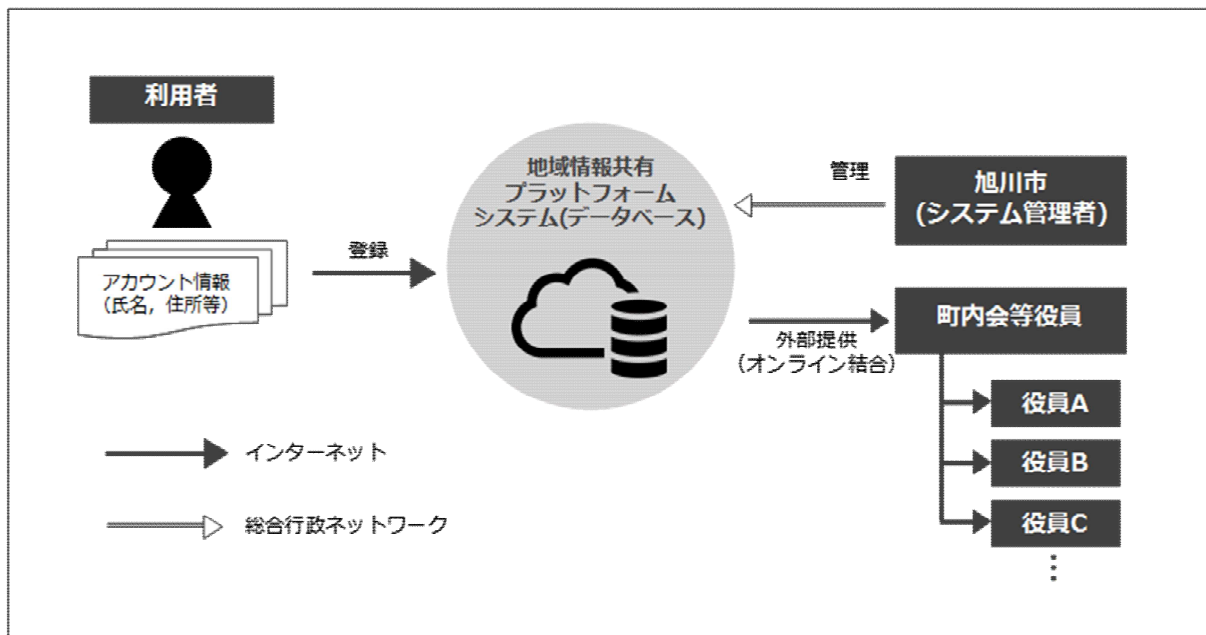 利用者
アカウント情報
(氏名,住所等)
登録
地域情報共有
プラットフォーム
システム(データベース)
管理
旭川市
(システム管理者)
外部提供
(オンライン結合)
町内会等役員
役員A
役員B
役員C
⋮
インターネット
総合行政ネットワーク